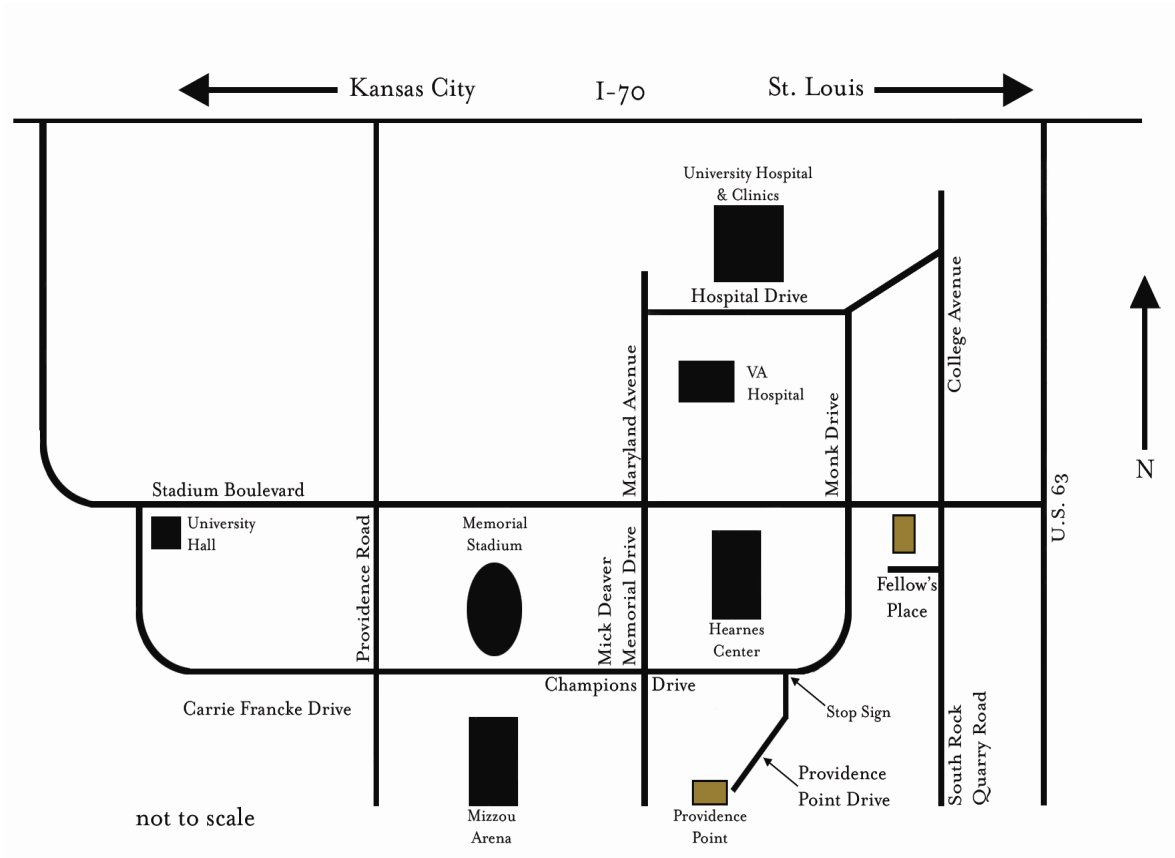 Kansas City
I-70
St. Louis
University Hospital
& Clinics
Hospital Drive
College Avenue
VA
Hospital
Maryland Avenue
Monk Drive
N
Stadium Boulevard
U.S. 63
University
Hall
Providence Road
Memorial
Stadium
Mick Deaver
Memorial Drive
Hearnes
Center
Fellow's
Place
Champions Drive
Carrie Francke Drive
Stop Sign
South Rock
Quarry Road
Providence
Point Drive
not to scale
Mizzou
Arena
Providence
Point